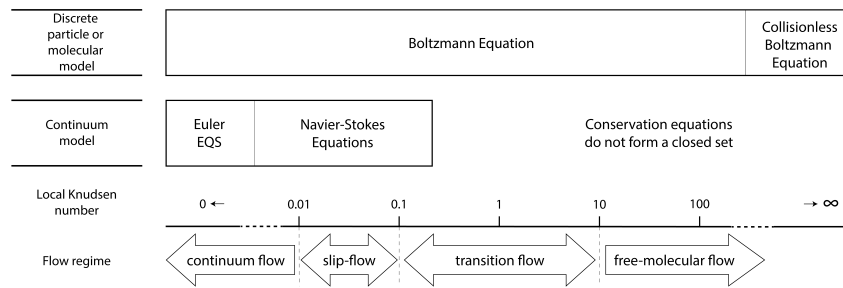 Discrete
particle or
molecular
model
Boltzmann Equation
Collisionless
Boltzmann
Equation
Continuum
model
Euler
EQS
Navier-Stokes
Equations
Conservation equations
do not form a closed set
Local Knudsen
number
0 ← 0.01 0.1 1 10 100 → ∞
Flow regime
continuum flow
slip-flow
transition flow
free-molecular flow